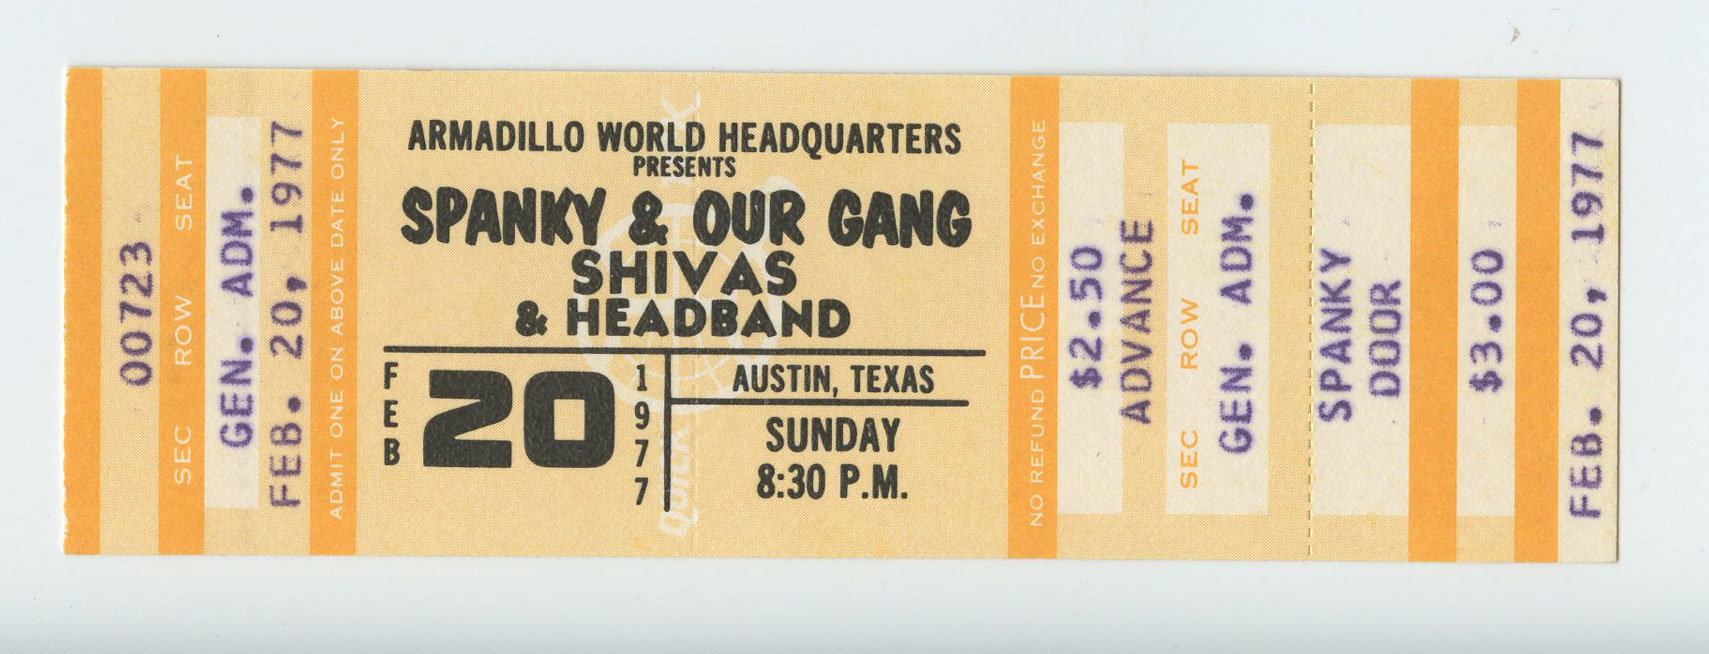 00723
SEC ROW SEAT
GEN. ADM.
FEB. 20, 1977
ADMIT ONE ON ABOVE DATE ONLY
ARMADILLO WORLD HEADQUARTERS
PRESENTS
SPANKY & OUR GANG
SHIVAS
& HEADBAND
FEB
20
1977
AUSTIN, TEXAS
SUNDAY
8:30 P.M.
NO REFUND PRICE NO EXCHANGE
$2.50
ADVANCE
SEC ROW SEAT
GEN. ADM.
SPANKY
DOOR
$3.00
FEB. 20, 1977